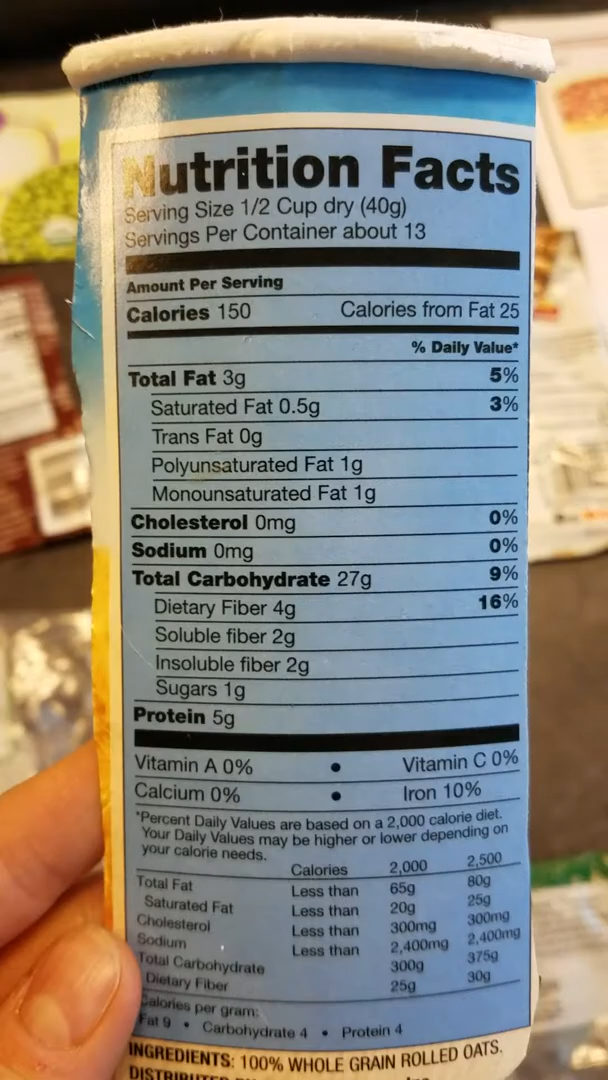 Nutrition Facts
Serving Size 1/2 Cup dry (40g)
Servings Per Container about 13
Amount Per Serving
Calories 150 Calories from Fat 25
% Daily Value*
Total Fat 3g 5%
Saturated Fat 0.5g 3%
Trans Fat 0g
Polyunsaturated Fat 1g
Monounsaturated Fat 1g
Cholesterol 0mg 0%
Sodium 0mg 0%
Total Carbohydrate 27g 9%
Dietary Fiber 4g 16%
Soluble fiber 2g
Insoluble fiber 2g
Sugars 1g
Protein 5g
Vitamin A 0% • Vitamin C 0%
Calcium 0% • Iron 10%
*Percent Daily Values are based on a 2,000 calorie diet.
Your Daily Values may be higher or lower depending on
your calorie needs.
Calories 2,000 2,500
Total Fat Less than 65g 80g
Saturated Fat Less than 20g 25g
Cholesterol Less than 300mg 300mg
Sodium Less than 2,400mg 2,400mg
Total Carbohydrate 300g 375g
Dietary Fiber 25g 30g
Calories per gram:
Fat 9 • Carbohydrate 4 • Protein 4
INGREDIENTS: 100% WHOLE GRAIN ROLLED OATS.